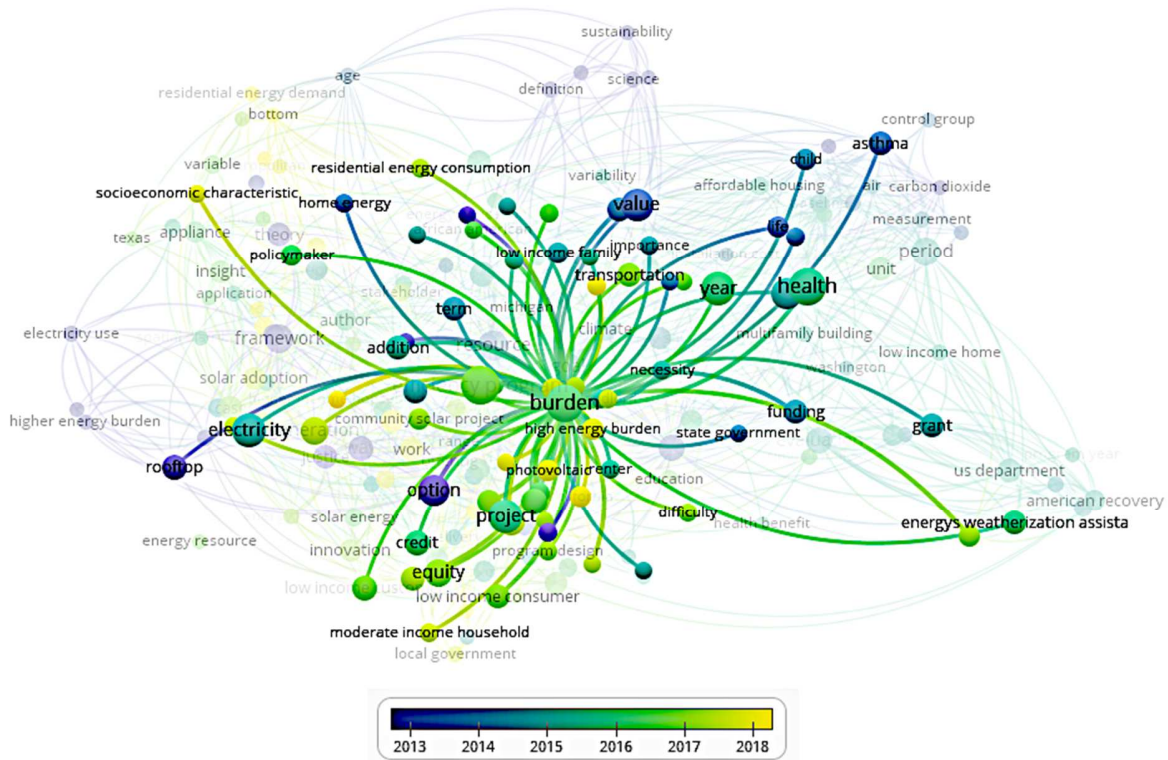 sustainability
age
science
residential energy demand
definition
bottom
control group
asthma
child
variable
residential energy consumption
variability
affordable housing
air
carbon dioxide
socioeconomic characteristic
home energy
value
measurement
life
texas
appliance
theory
policymaker
low income family
importance
period
insight
transportation
unit
application
stakeholder
year
health
michigan
term
author
electricity use
framework
resource
climate
multifamily building
addition
low income home
solar adoption
necessity
washington
burden
higher energy burden
community solar project
funding
electricity
high energy burden
state government
grant
justice
work
range
rooftop
photovoltaic
renter
us department
option
education
american recovery
project
solar energy
difficulty
health benefit
energys weatherization assista
energy resource
innovation
credit
program design
equity
low income consumer
moderate income household
local government
2013 2014 2015 2016 2017 2018